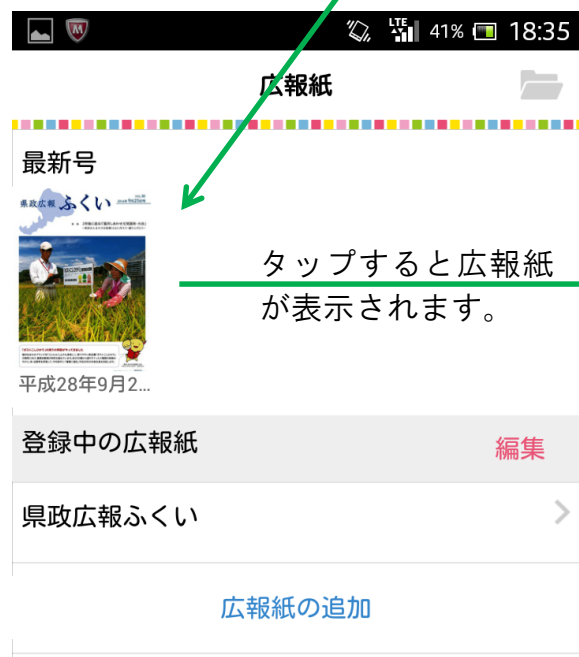 LTE 41% 18:35
広報紙
最新号
県政広報 ふくい
タップすると広報紙
が表示されます。
平成28年9月2...
登録中の広報紙 編集
県政広報ふくい
広報紙の追加